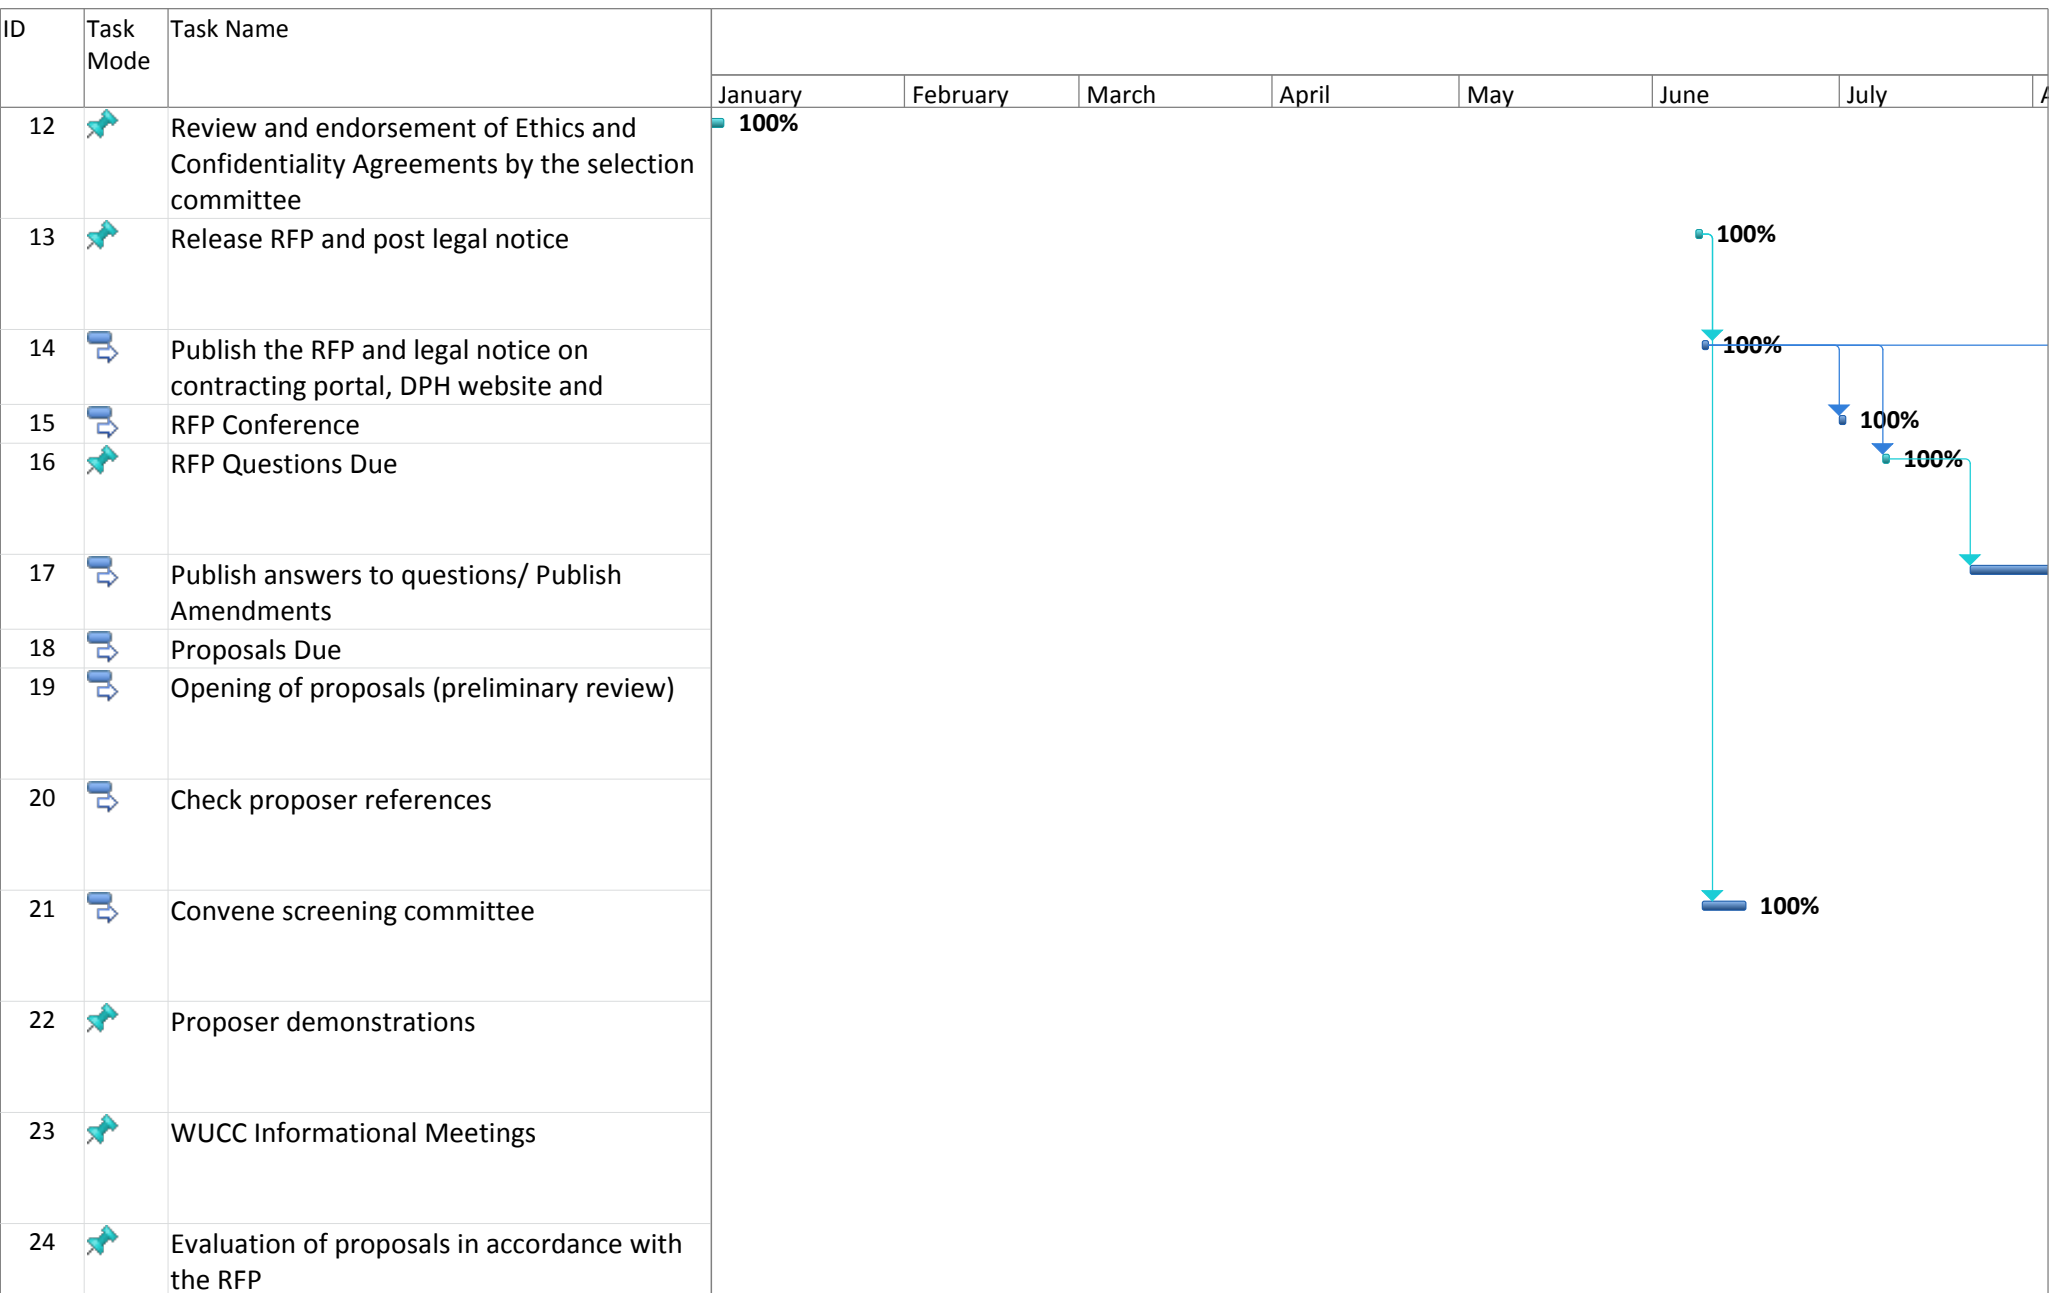 ID
Task
Mode
Task Name
January February March April May June July
12
Review and endorsement of Ethics and
Confidentiality Agreements by the selection
committee
100%
13
Release RFP and post legal notice
100%
14
Publish the RFP and legal notice on
contracting portal, DPH website and
100%
15
RFP Conference
100%
16
RFP Questions Due
100%
17
Publish answers to questions/ Publish
Amendments
18
Proposals Due
19
Opening of proposals (preliminary review)
20
Check proposer references
21
Convene screening committee
100%
22
Proposer demonstrations
23
WUCC Informational Meetings
24
Evaluation of proposals in accordance with
the RFP